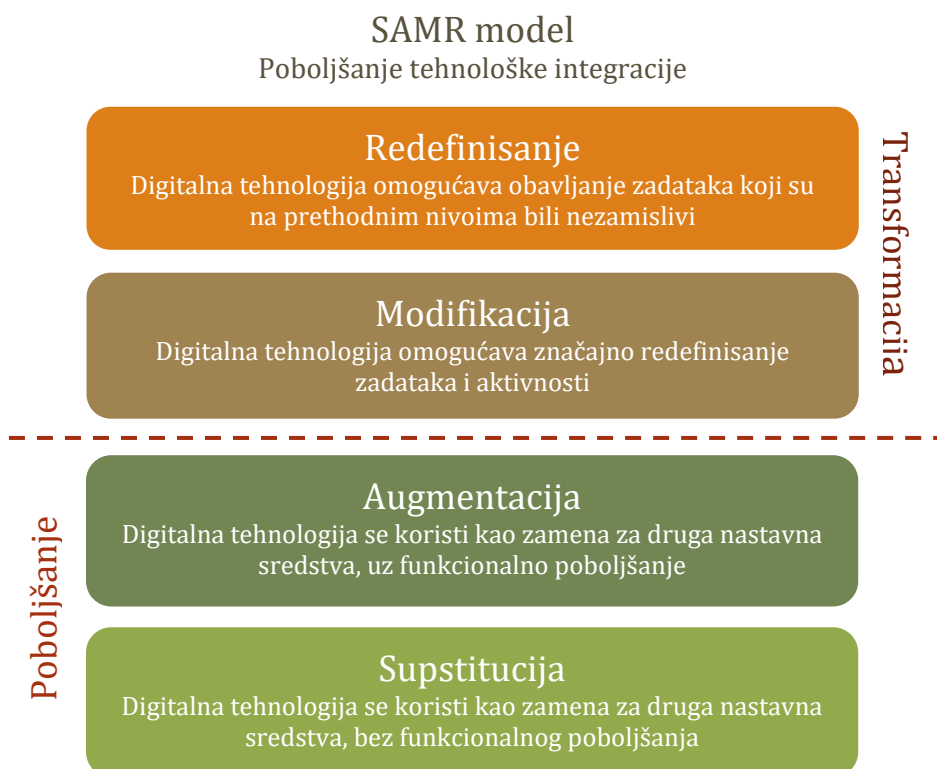 SAMR model
Poboljšanje tehnološke integracije
Redefinisanje
Digitalna tehnologija omogućava obavljanje zadataka koji su
na prethodnim nivoima bili nezamislivi
Modifikacija
Digitalna tehnologija omogućava značajno redefinisanje
zadataka i aktivnosti
Transformacija
Augmentacija
Digitalna tehnologija se koristi kao zamena za druga nastavna
sredstva, uz funkcionalno poboljšanje
Supstitucija
Digitalna tehnologija se koristi kao zamena za druga nastavna
sredstva, bez funkcionalnog poboljšanja
Poboljšanje